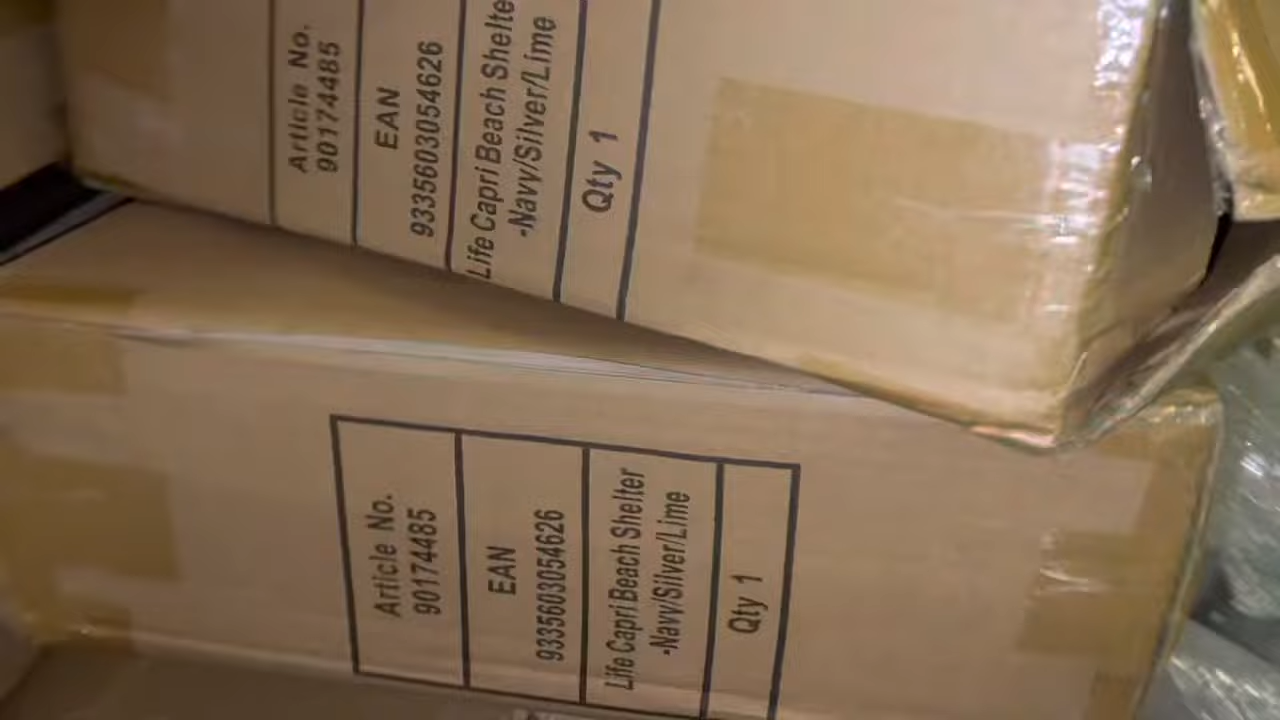 Article No.
90174485
EAN
9335603054626
Life Capri Beach Shelte
-Navy/Silver/Lime
Qty 1
Article No.
90174485
EAN
9335603054626
Life Capri Beach Shelter
-Navy/Silver/Lime
Qty 1